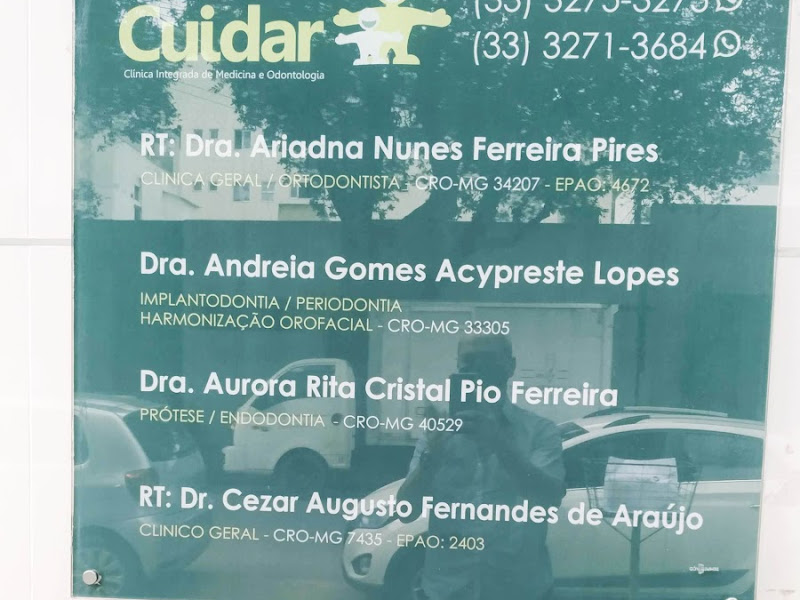 Cuidar
Clínica Integrada de Medicina e Odontologia
(33) 3275-3275
(33) 3271-3684
RT: Dra. Ariadna Nunes Ferreira Pires
CLINICA GERAL / ORTODONTISTA - CRO-MG 34207 - EPAO: 4672
Dra. Andreia Gomes Acypreste Lopes
IMPLANTODONTIA / PERIODONTIA
HARMONIZAÇÃO OROFACIAL - CRO-MG 33305
Dra. Aurora Rita Cristal Pio Ferreira
PRÓTESE / ENDODONTIA - CRO-MG 40529
RT: Dr. Cezar Augusto Fernandes de Araújo
CLINICO GERAL - CRO-MG 7435 - EPAO: 2403